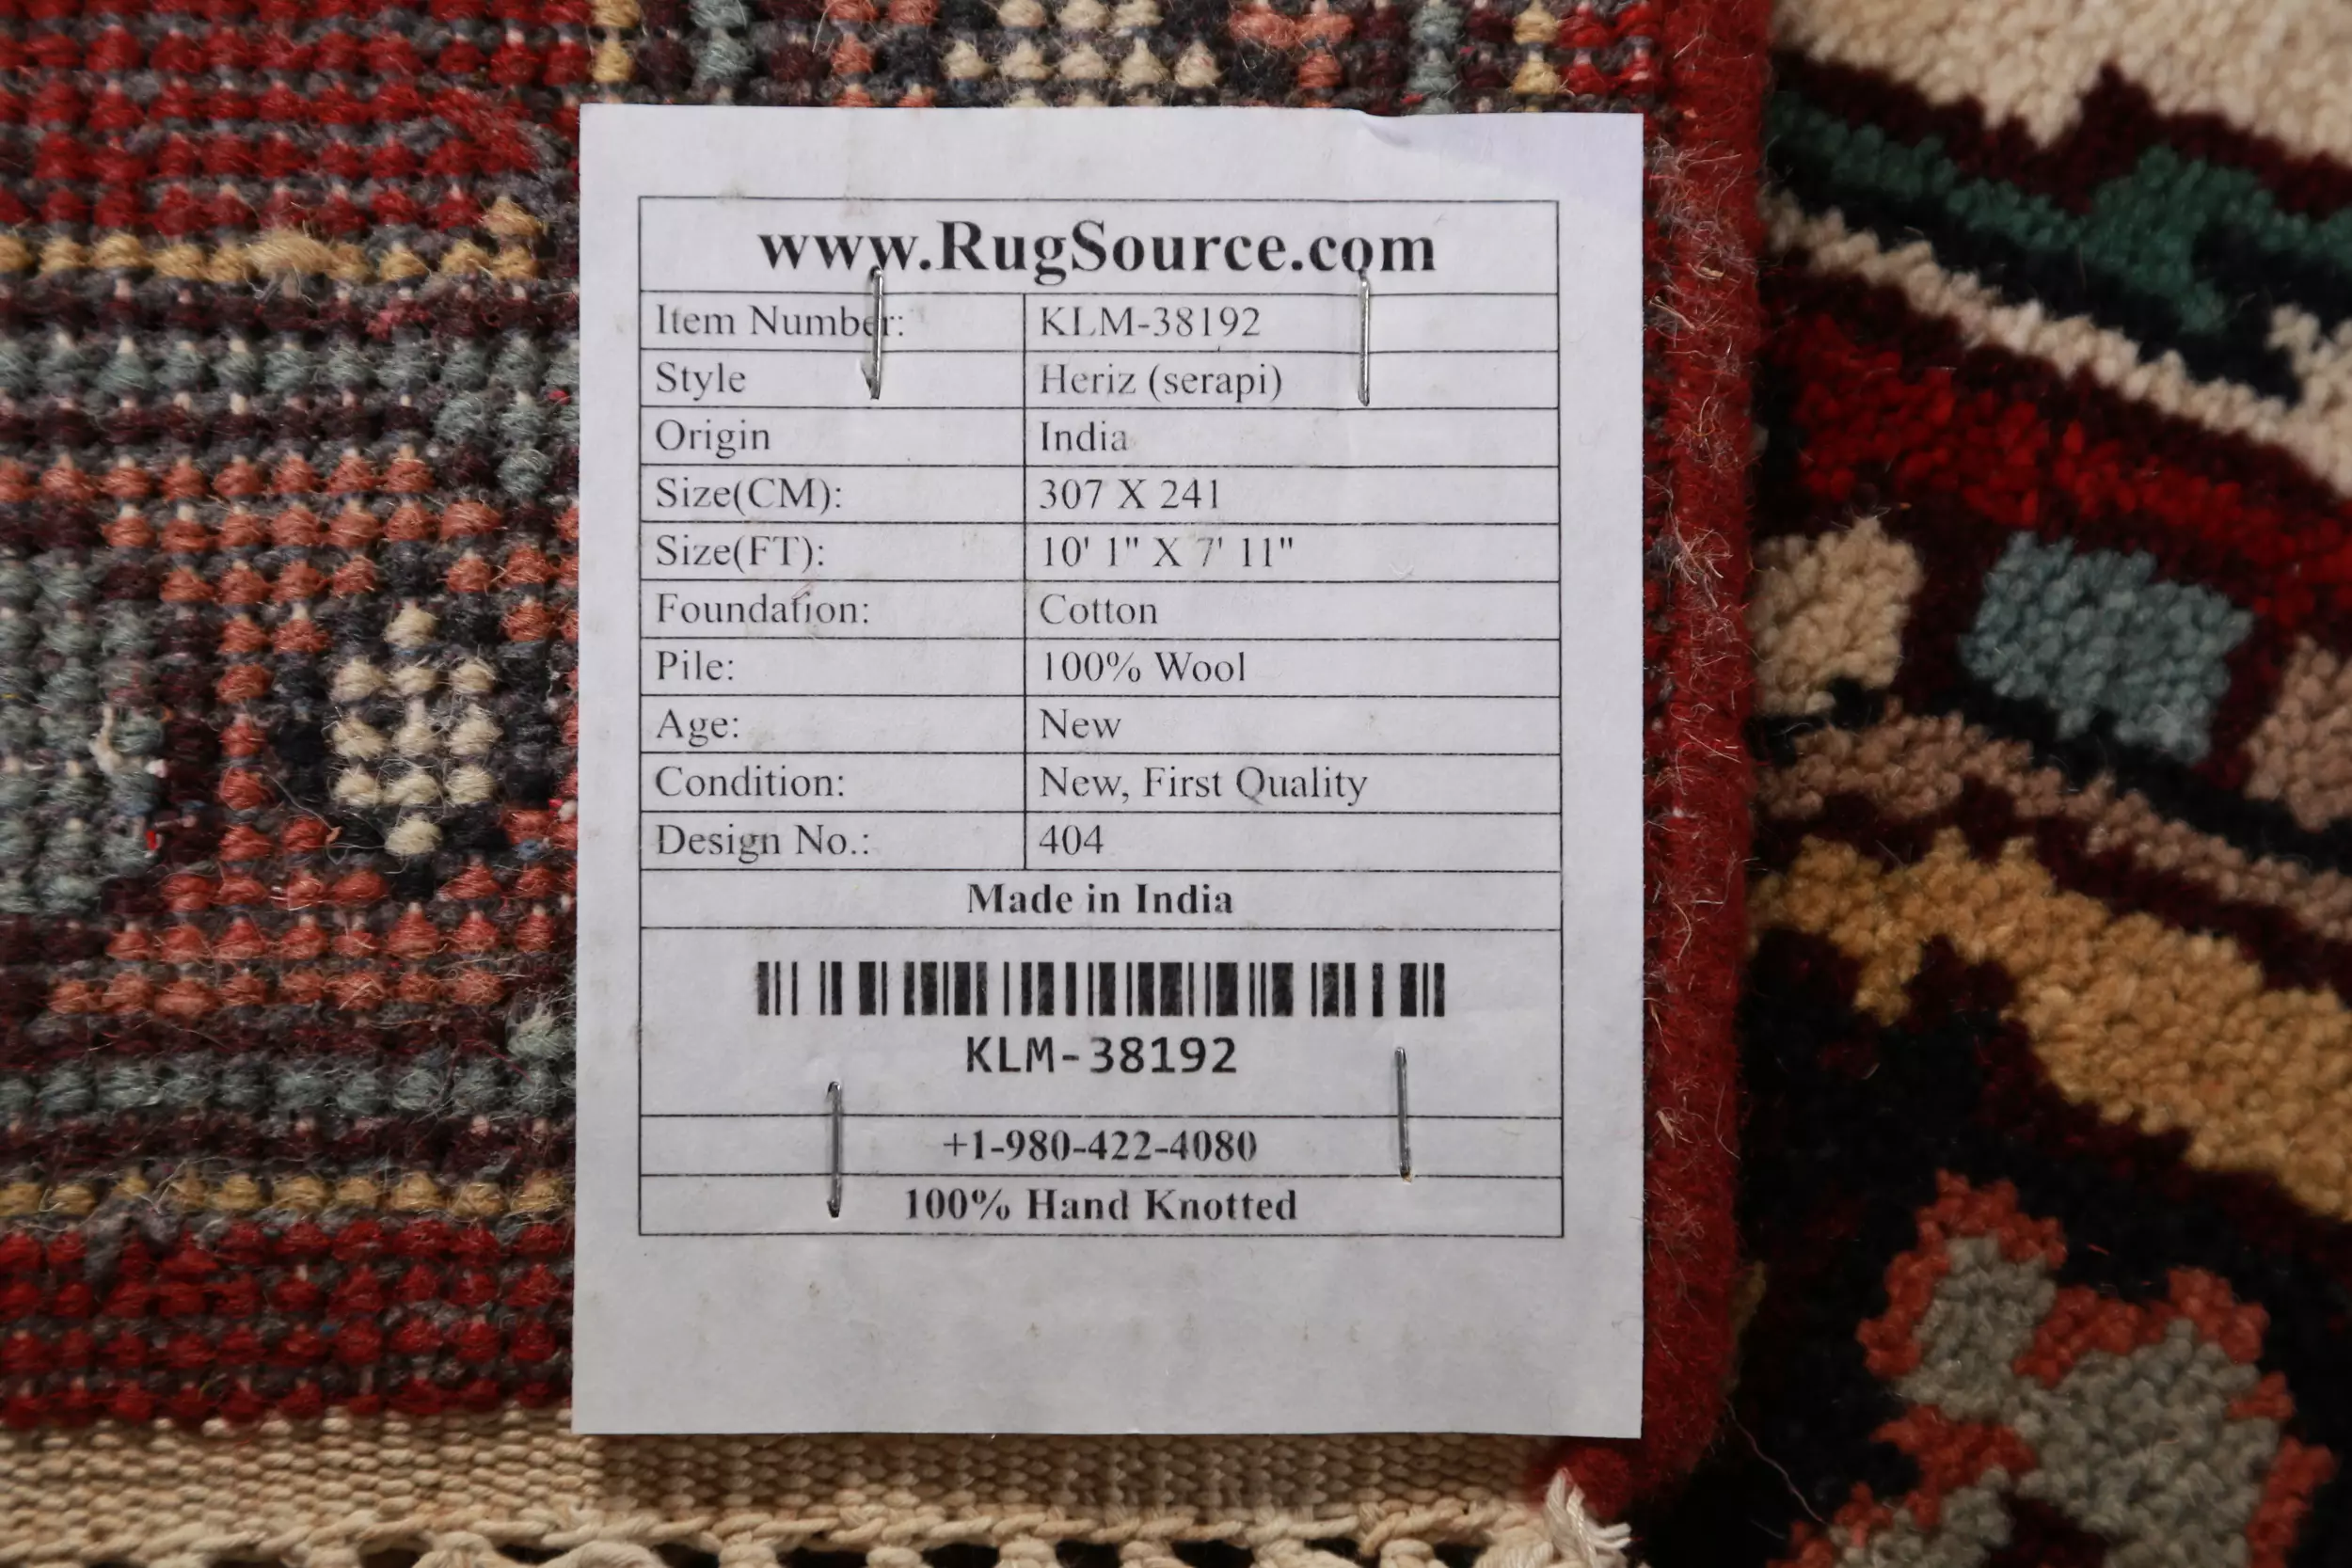 www.RugSource.com
Item Number: KLM-38192
Style Heriz (serapi)
Origin India
Size(CM): 307 X 241
Size(FT): 10' 1" X 7' 11"
Foundation: Cotton
Pile: 100% Wool
Age: New
Condition: New, First Quality
Design No.: 404
Made in India
KLM-38192
+1-980-422-4080
100% Hand Knotted